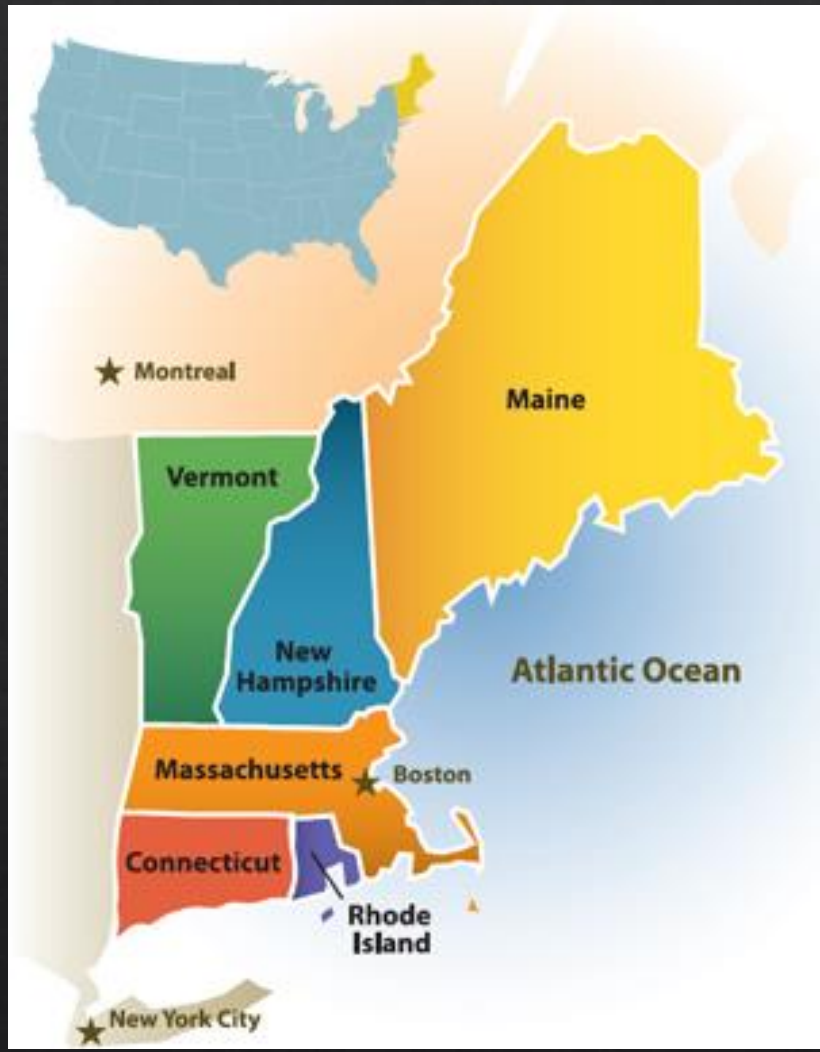 Montreal
Maine
Vermont
New
Hampshire
Atlantic Ocean
Massachusetts
Boston
Connecticut
Rhode
Island
New York City